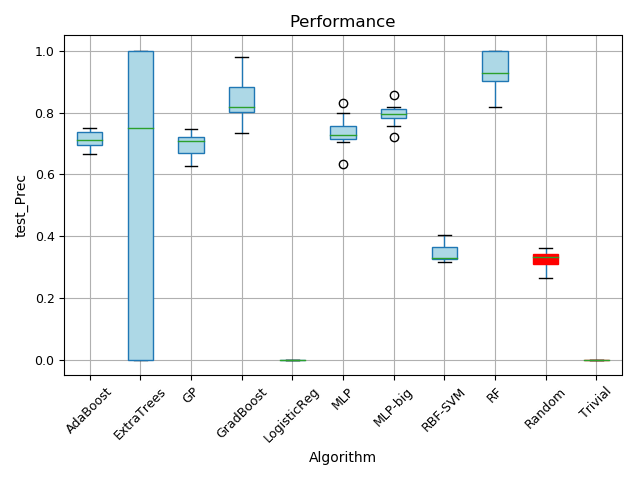 Performance
1.0
0.8
0.6
0.4
0.2
0.0
test_Prec
AdaBoost
ExtraTrees
GP
GradBoost
LogisticReg
MLP
MLP-big
RBF-SVM
RF
Random
Trivial
Algorithm